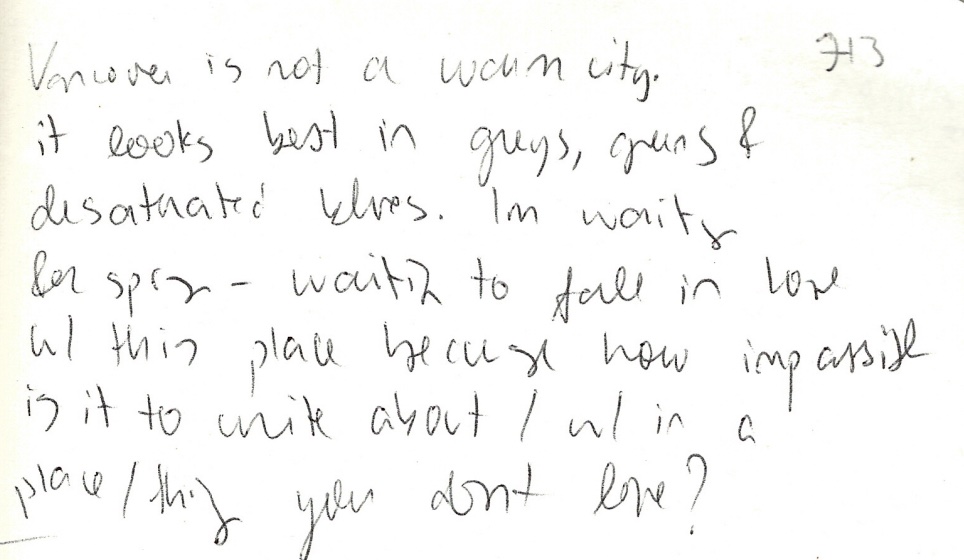 Vancouver is not a warm city. 713
it looks best in greys, greens &
desaturated blues. Im waiting
for spring - waiting to fall in love
w/ this place because how impossible
is it to write about / w/ in a
place / thing you dont love?